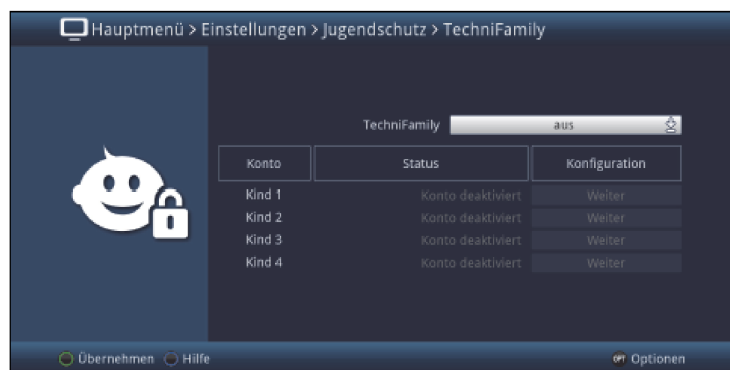 Hauptmenü > Einstellungen > Jugendschutz > TechniFamily
TechniFamily aus
Konto Status Konfiguration
Kind 1 Konto deaktiviert Weiter
Kind 2 Konto deaktiviert Weiter
Kind 3 Konto deaktiviert Weiter
Kind 4 Konto deaktiviert Weiter
Übernehmen Hilfe OPT Optionen